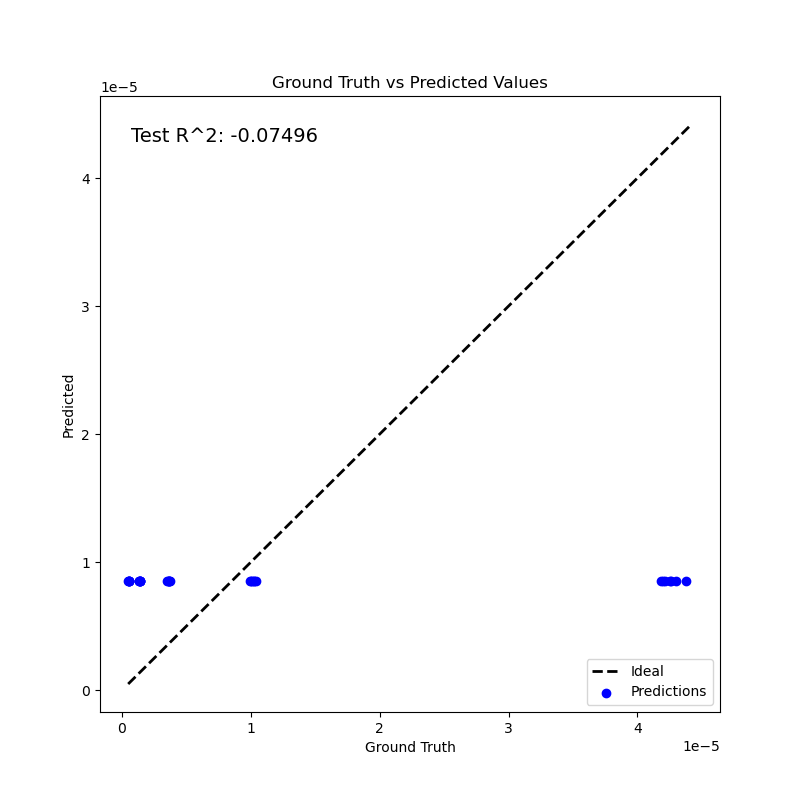 Ground Truth vs Predicted Values
1e−5
Test R^2: -0.07496
4
3
2
1
0
Predicted
Ideal
Predictions
0 1 2 3 4
Ground Truth
1e−5